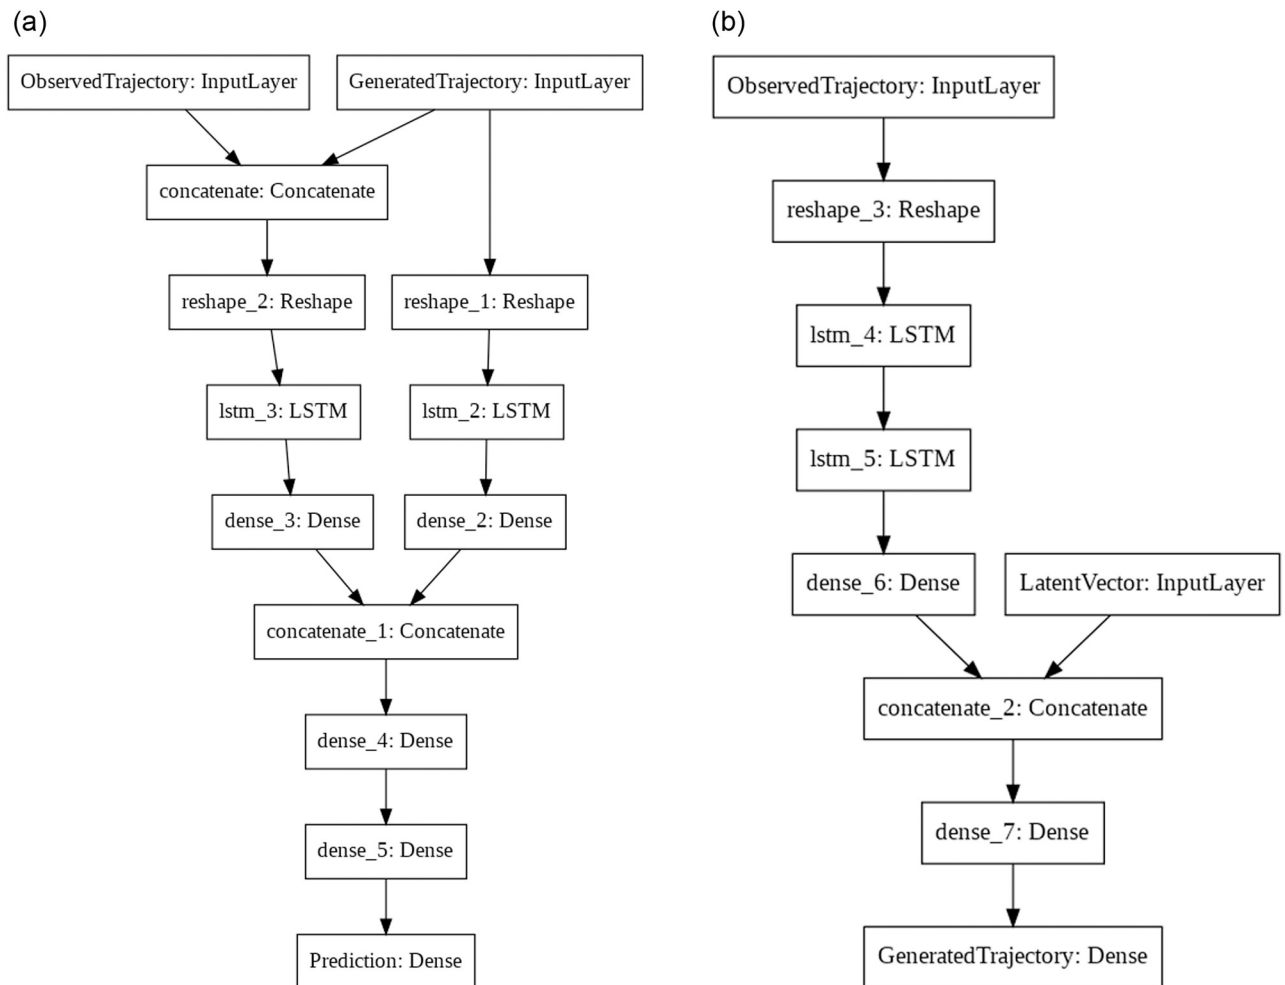 (a)
ObservedTrajectory: InputLayer
GeneratedTrajectory: InputLayer
concatenate: Concatenate
reshape_2: Reshape
reshape_1: Reshape
lstm_3: LSTM
lstm_2: LSTM
dense_3: Dense
dense_2: Dense
concatenate_1: Concatenate
dense_4: Dense
dense_5: Dense
Prediction: Dense
(b)
ObservedTrajectory: InputLayer
reshape_3: Reshape
lstm_4: LSTM
lstm_5: LSTM
dense_6: Dense
LatentVector: InputLayer
concatenate_2: Concatenate
dense_7: Dense
GeneratedTrajectory: Dense